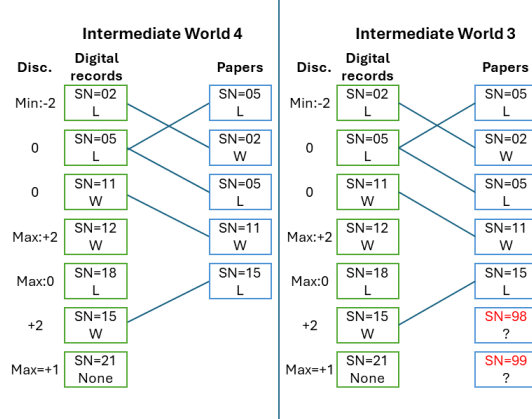 Intermediate World 4
Disc. Digital records Papers
Min:-2 SN=02 L SN=05 L
0 SN=05 L SN=02 W
0 SN=11 W SN=05 L
Max:+2 SN=12 W SN=11 W
Max:0 SN=18 L SN=15 L
+2 SN=15 W
Max=+1 SN=21 None
Intermediate World 3
Disc. Digital records Papers
Min:-2 SN=02 L SN=05 L
0 SN=05 L SN=02 W
0 SN=11 W SN=05 L
Max:+2 SN=12 W SN=11 W
Max:0 SN=18 L SN=15 L
+2 SN=15 W SN=98 ?
Max=+1 SN=21 None SN=99 ?